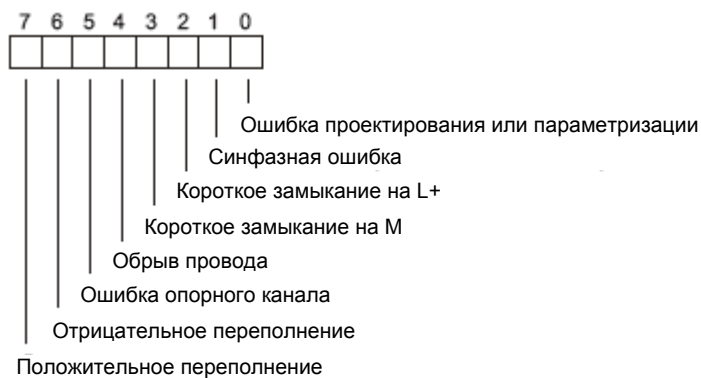 7 6 5 4 3 2 1 0
Ошибка проектирования или параметризации
Синфазная ошибка
Короткое замыкание на L+
Короткое замыкание на M
Обрыв провода
Ошибка опорного канала
Отрицательное переполнение
Положительное переполнение